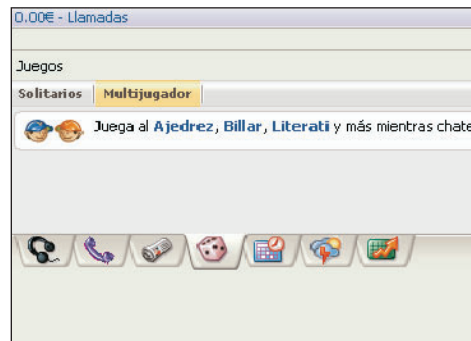 0.00€ - Llamadas
Juegos
Solitarios Multijugador
Juega al Ajedrez, Billar, Literati y más mientras chate